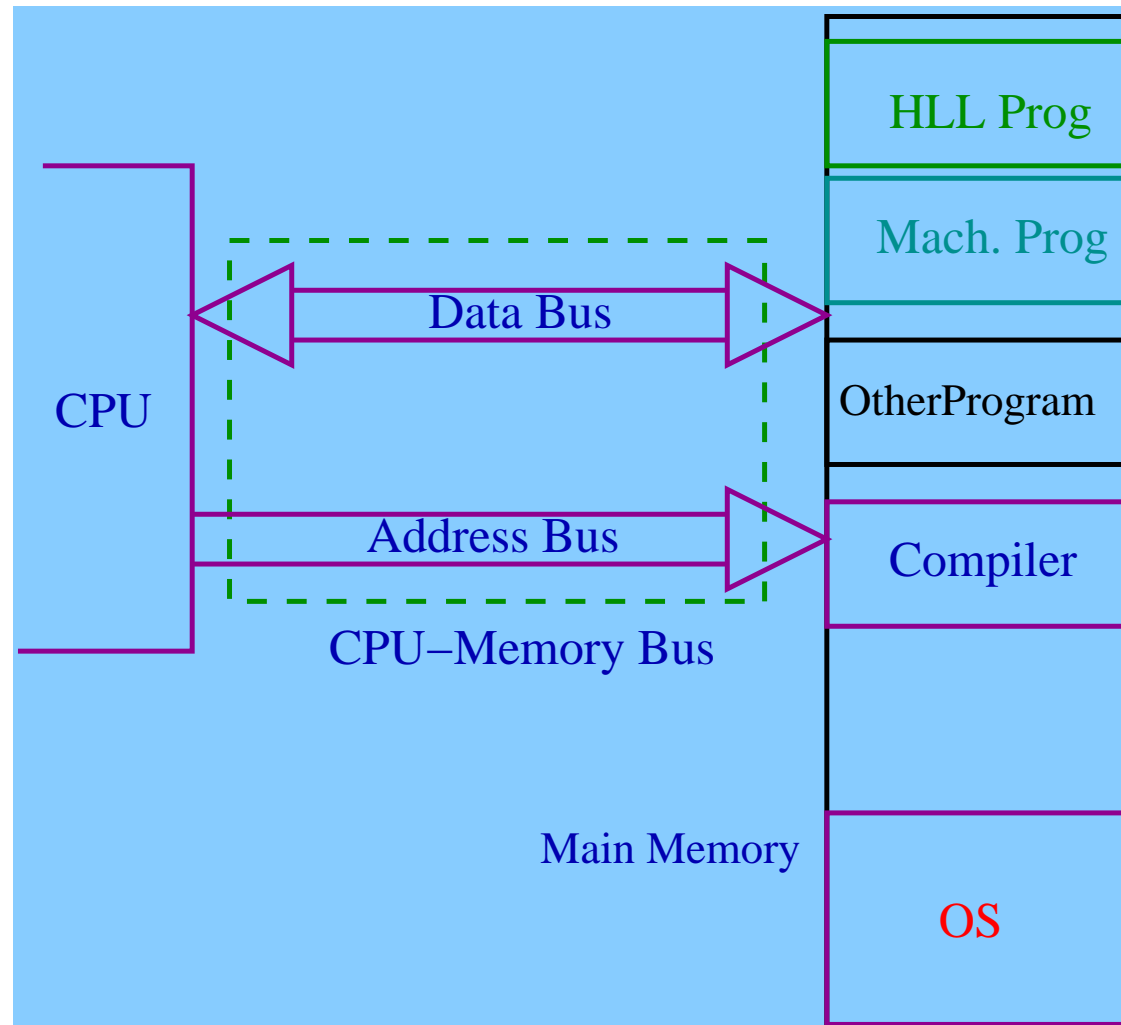 HLL Prog
Mach. Prog
Data Bus
CPU
OtherProgram
Address Bus
Compiler
CPU–Memory Bus
Main Memory
OS